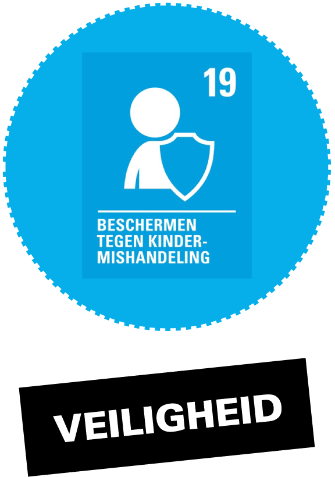 19
BESCHERMEN
TEGEN KINDER-
MISHANDELING
VEILIGHEID